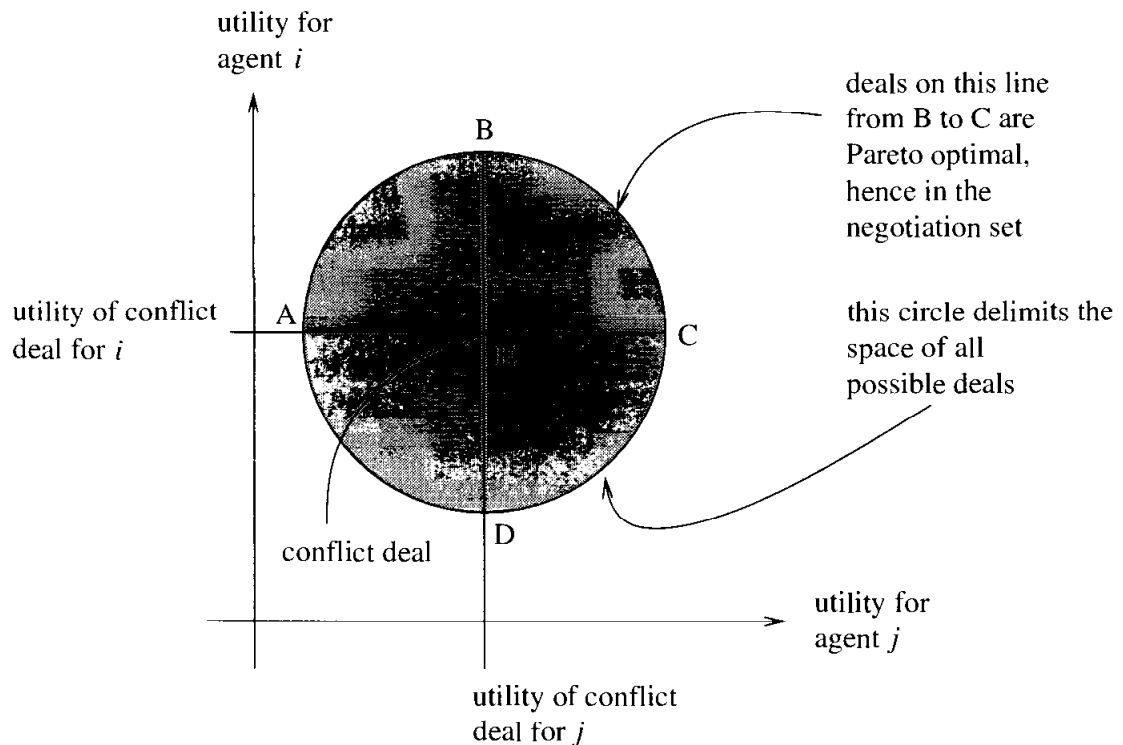 utility for
agent i
deals on this line
from B to C are
Pareto optimal,
hence in the
negotiation set
B
utility of conflict
deal for i
A
C
this circle delimits the
space of all
possible deals
D
conflict deal
utility for
agent j
utility of conflict
deal for j